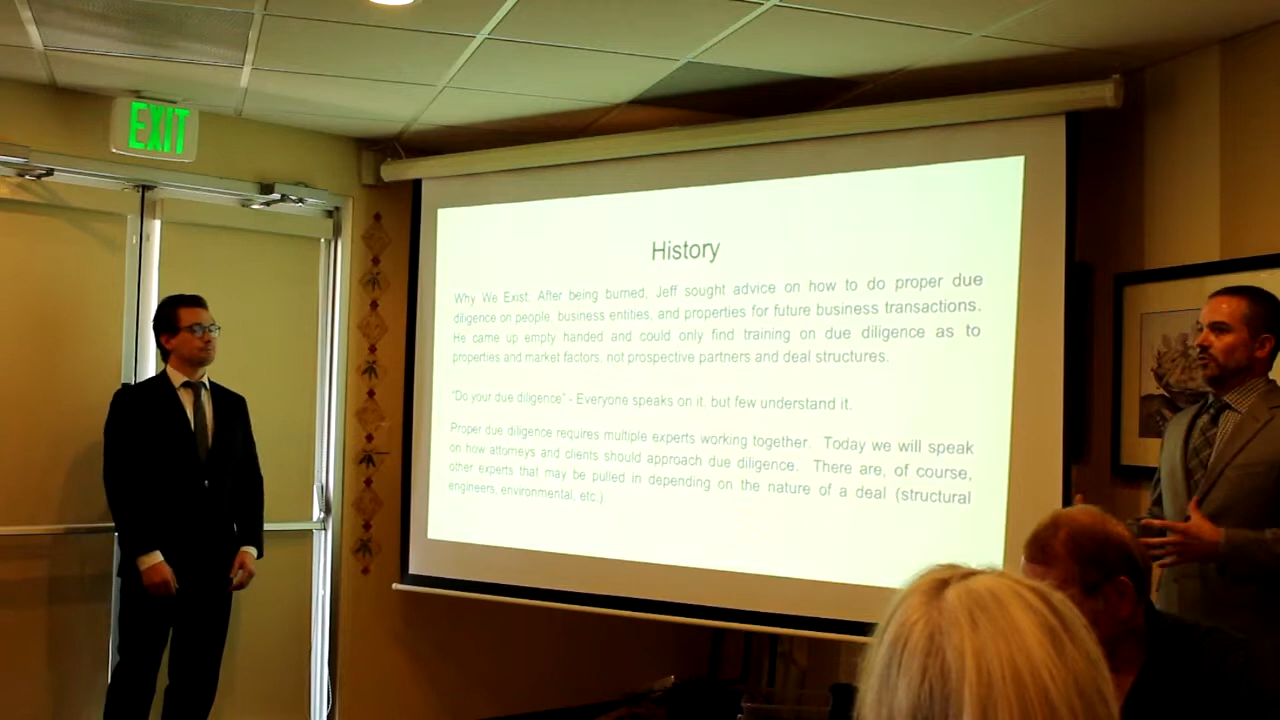 EXIT
History
Why We Exist: After being burned, Jeff sought advice on how to do proper due
diligence on people, business entities, and properties for future business transactions.
He came up empty handed and could only find training on due diligence as to
properties and market factors, not prospective partners and deal structures.
"Do your due diligence" - Everyone speaks on it, but few understand it.
Proper due diligence requires multiple experts working together. Today we will speak
on how attorneys and clients should approach due diligence. There are, of course,
other experts that may be pulled in depending on the nature of a deal (structural
engineers, environmental, etc.)